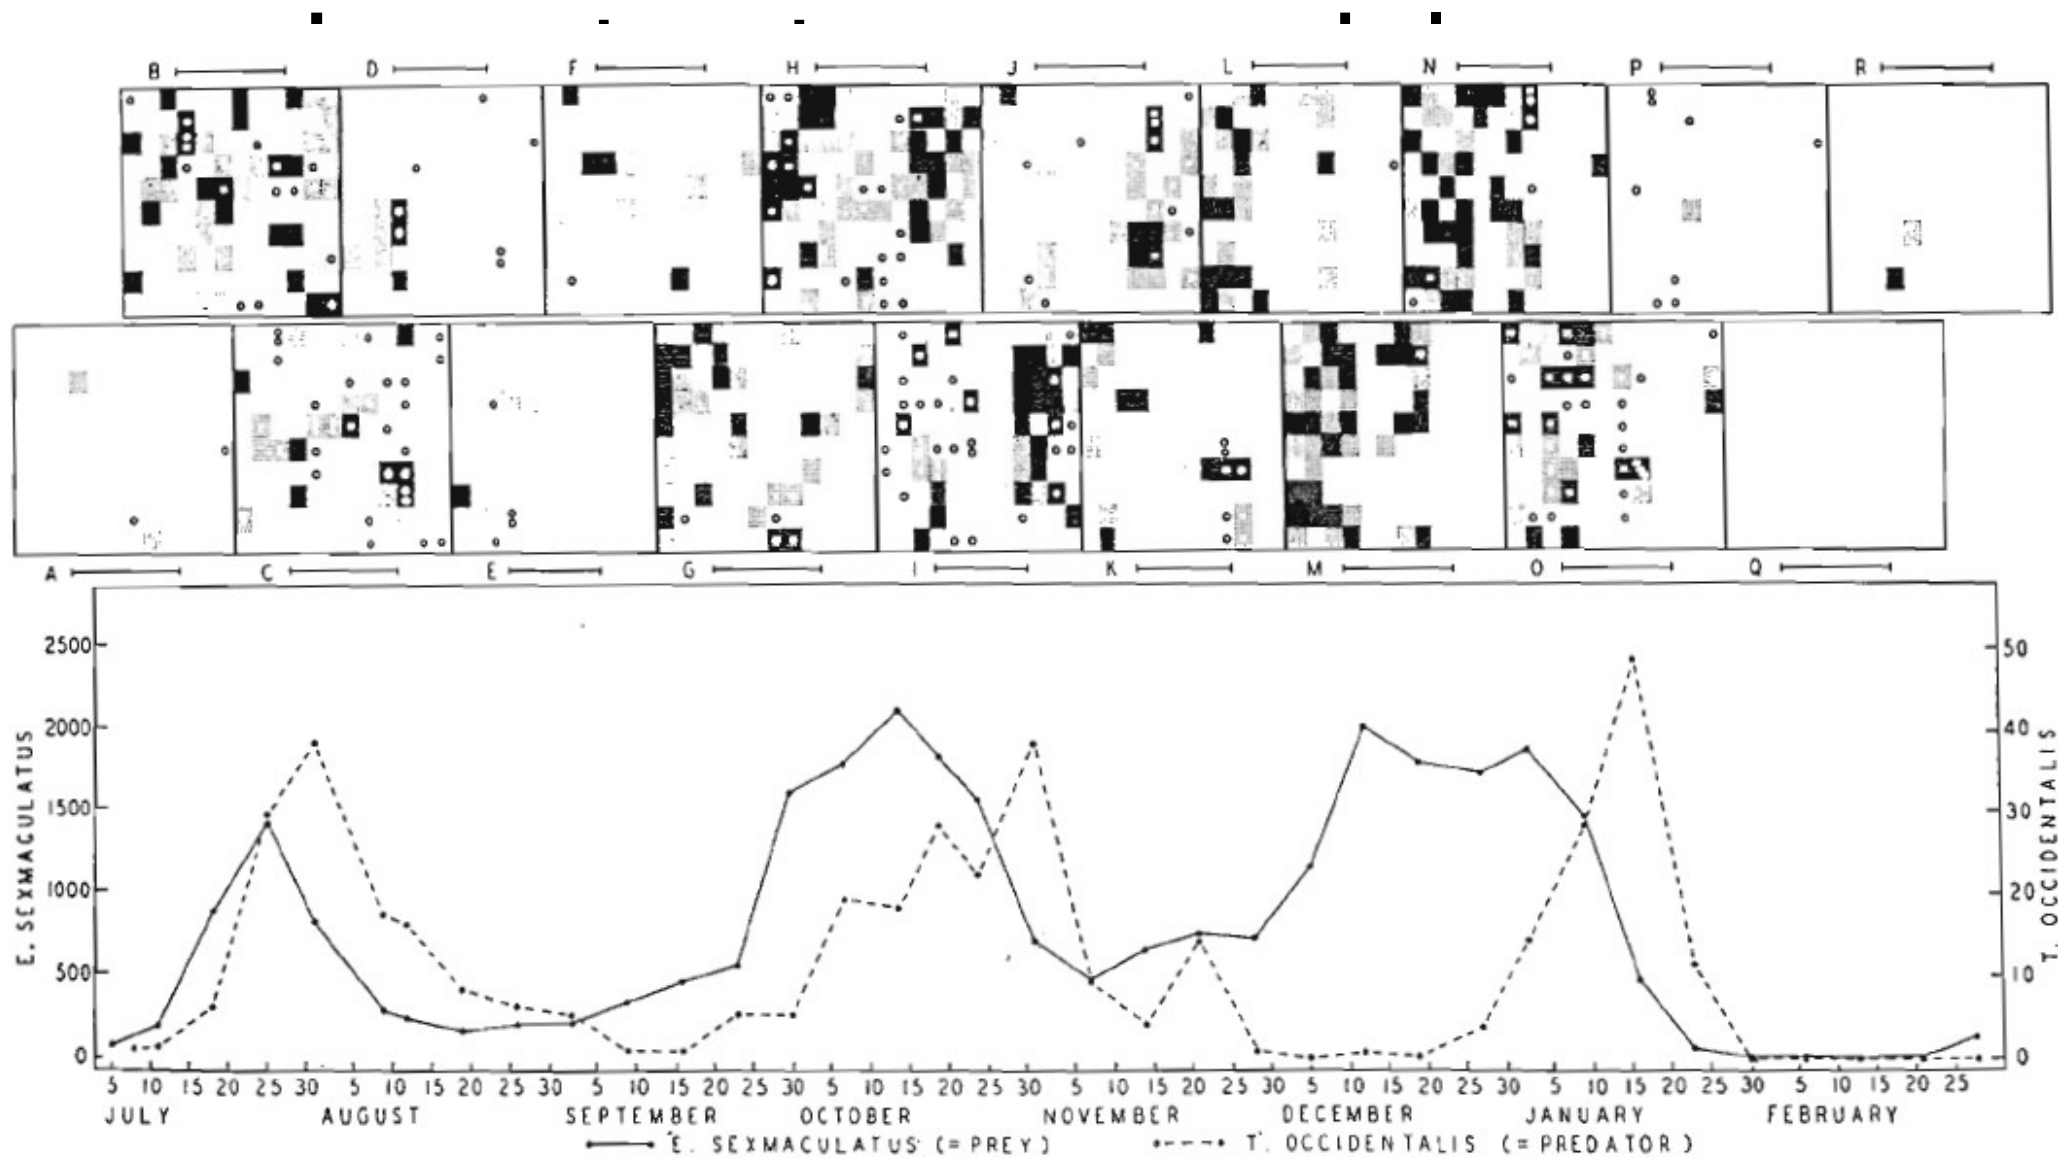 B D F H J L N P R
A C E G I K M O Q
2500 50
2000 40
1500 30
1000 20
500 10
0 0
E. SEXMACULATUS
T. OCCIDENTALIS
5 10 15 20 25 5 10 15 20 25 30 5 10 15 20 25 30 5 10 15 20 25 30 5 10 15 20 25 30 5 10 15 20 25 30 5 10 15 20 25 30 5 10 15 20 25
JULY AUGUST SEPTEMBER OCTOBER NOVEMBER DECEMBER JANUARY FEBRUARY
E. SEXMACULATUS (= PREY) T. OCCIDENTALIS (= PREDATOR)